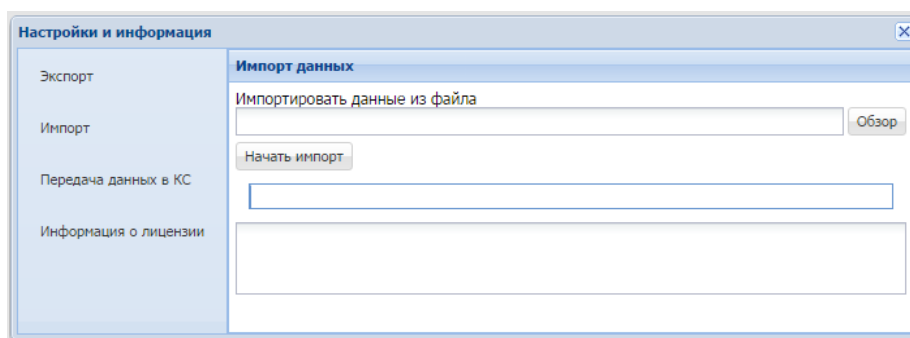 Настройки и информация
Экспорт
Импорт
Передача данных в КС
Информация о лицензии
Импорт данных
Импортировать данные из файла
Обзор
Начать импорт